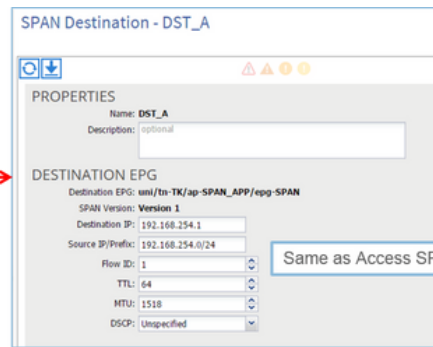 SPAN Destination - DST_A
PROPERTIES
Name: DST_A
Description: optional
DESTINATION EPG
Destination EPG: uni/tn-TK/ap-SPAN_APP/epg-SPAN
SPAN Version: Version 1
Destination IP: 192.168.254.1
Source IP/Prefix: 192.168.254.0/24
Flow ID: 1
Same as Access SP
TTL: 64
MTU: 1518
DSCP: Unspecified